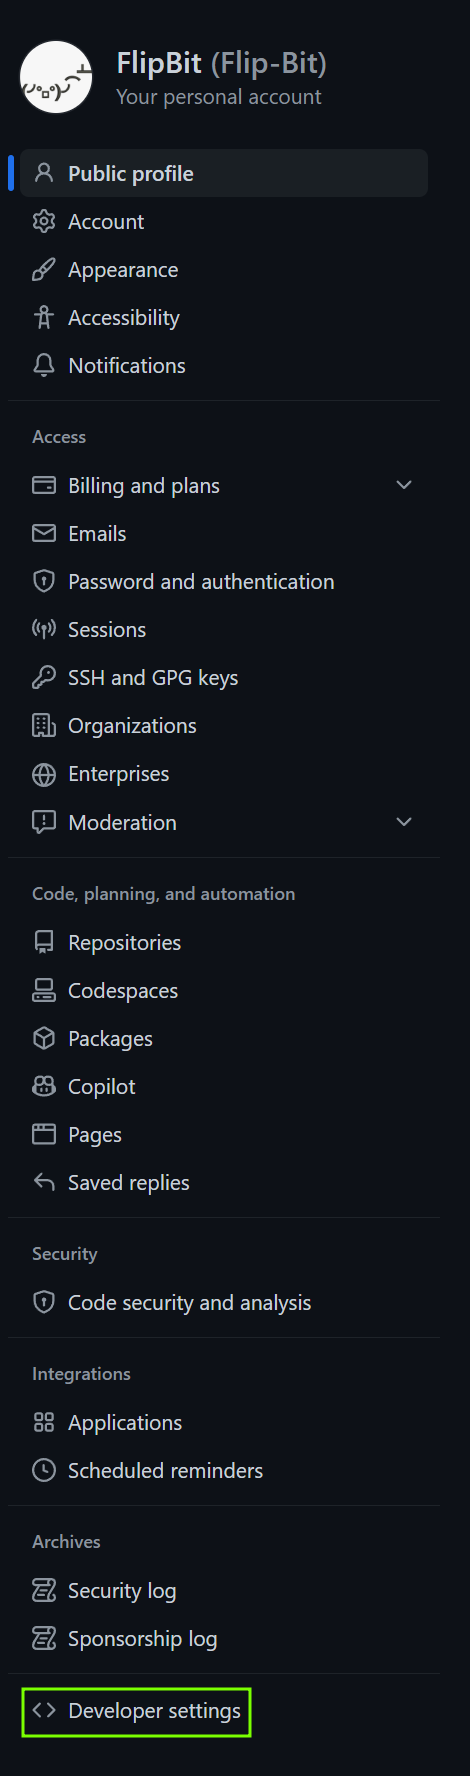 FlipBit (Flip-Bit)
Your personal account
Public profile
Account
Appearance
Accessibility
Notifications
Access
Billing and plans
Emails
Password and authentication
Sessions
SSH and GPG keys
Organizations
Enterprises
Moderation
Code, planning, and automation
Repositories
Codespaces
Packages
Copilot
Pages
Saved replies
Security
Code security and analysis
Integrations
Applications
Scheduled reminders
Archives
Security log
Sponsorship log
Developer settings